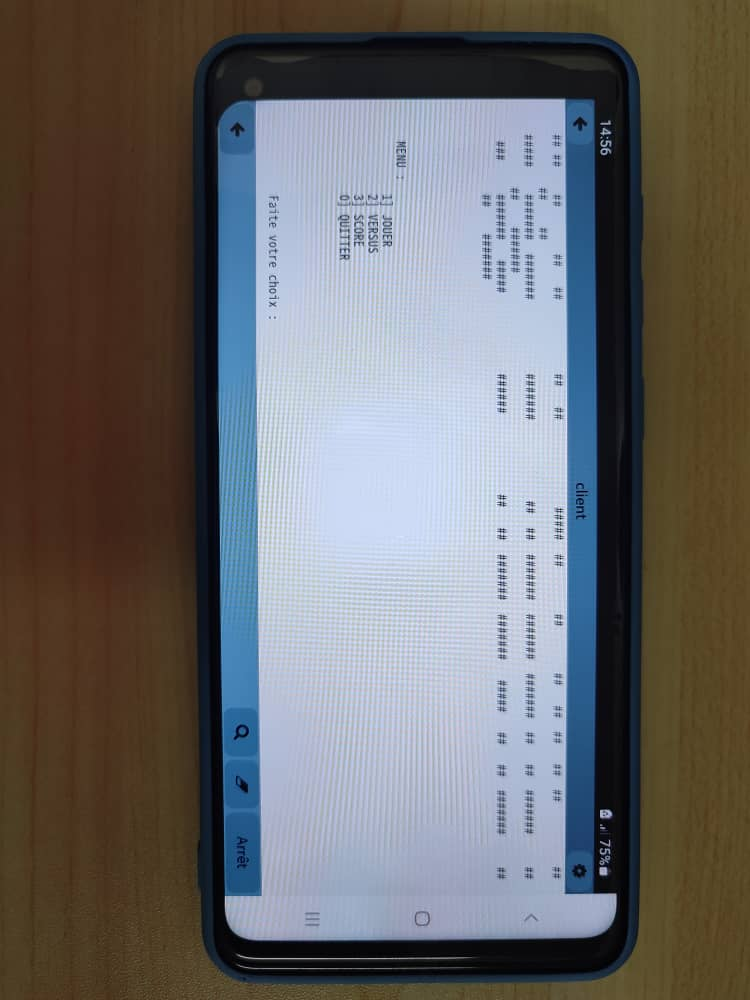 14:56 75%
client
## ## ## ## ## ## ## ##### ## ## ## ## ## ## ## ##
## ##
##### ####### ####### ####### ## ## ####### ####### ####### ## ## ####### ##
## #######
### ####### ##### ###### ## ## ####### ####### ##### ## ## ####### ##
## #######
MENU :
1] JOUER
2] VERSUS
3] SCORE
0] QUITTER
Faite votre choix :
Arrêt